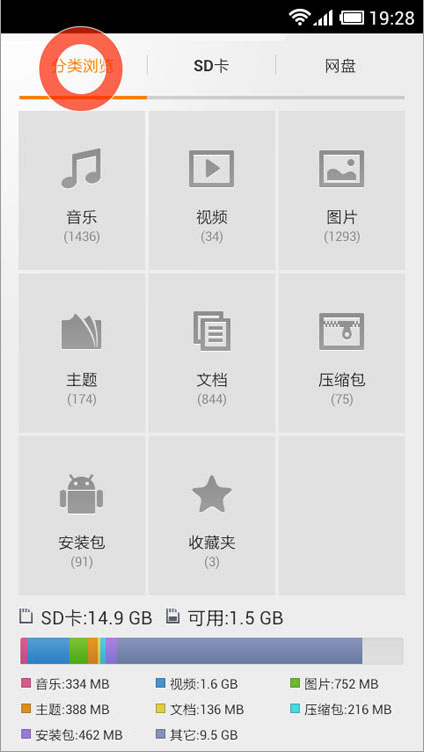 19:28
分类浏览 SD卡 网盘
音乐 视频 图片
(1436) (34) (1293)
主题 文档 压缩包
(174) (844) (75)
安装包 收藏夹
(91) (3)
SD卡:14.9 GB 可用:1.5 GB
音乐:334 MB 视频:1.6 GB 图片:752 MB
主题:388 MB 文档:136 MB 压缩包:216 MB
安装包:462 MB 其它:9.5 GB